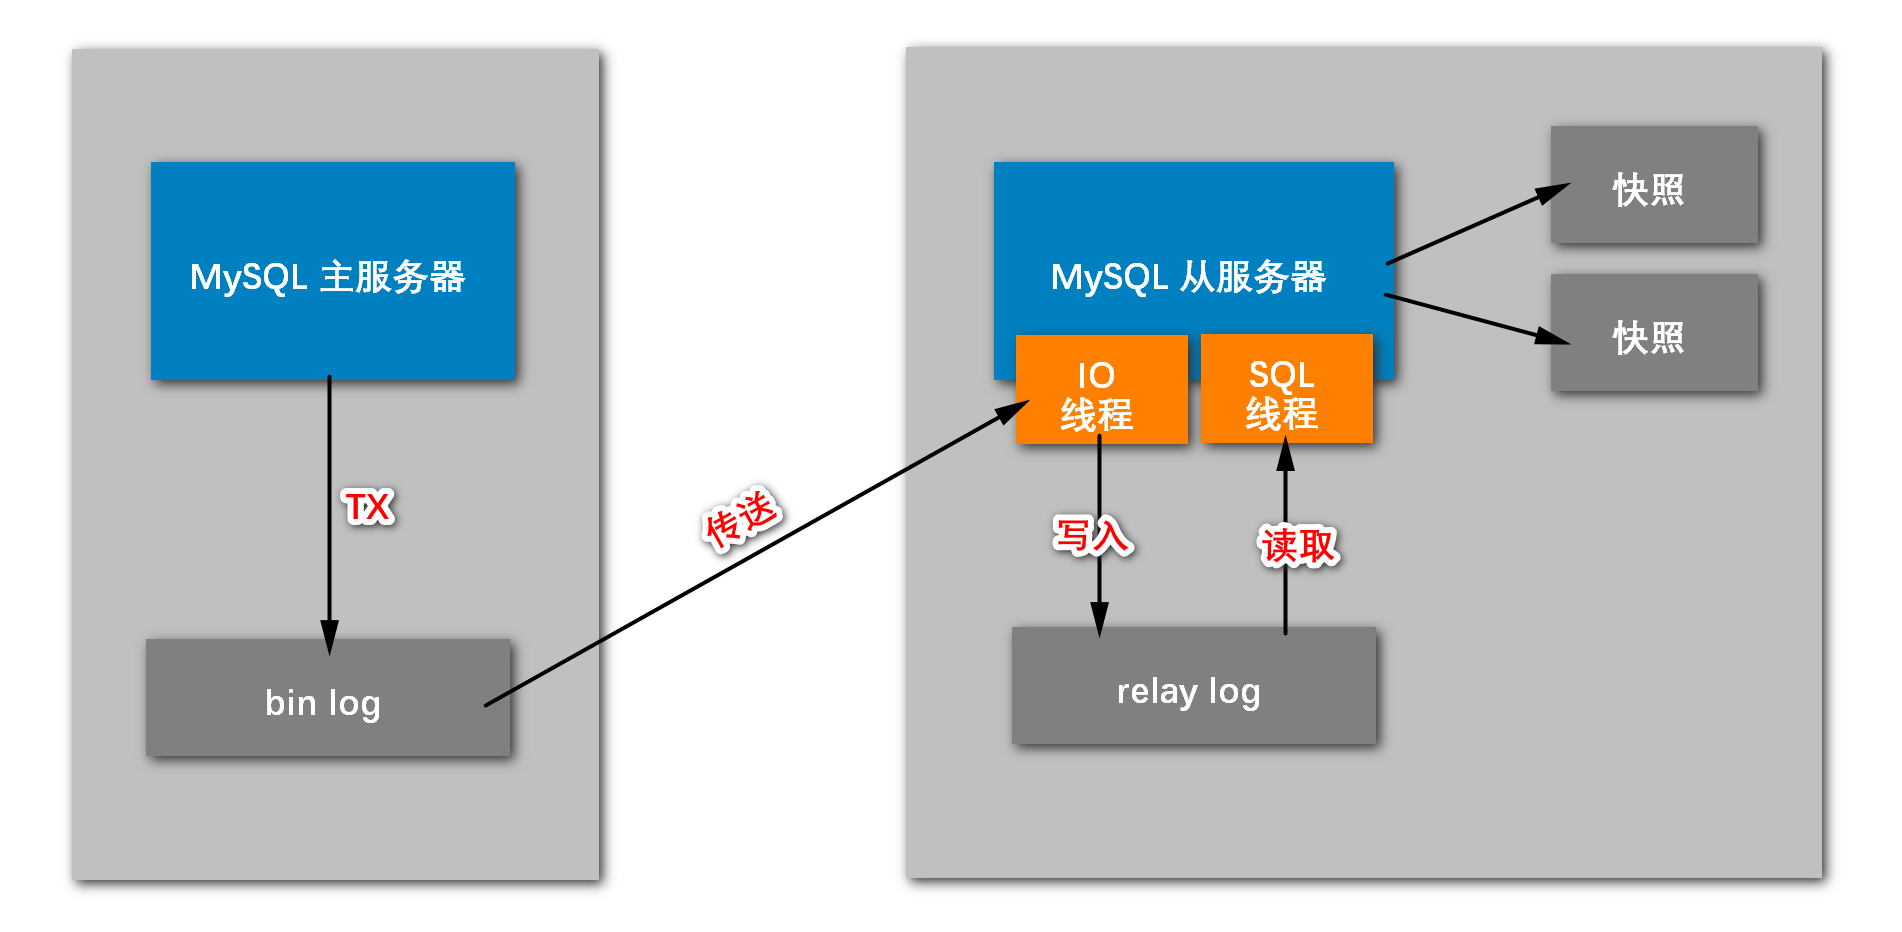 MySQL 主服务器
TX
bin log
传送
MySQL 从服务器
IO
线程
SQL
线程
写入
读取
relay log
快照
快照